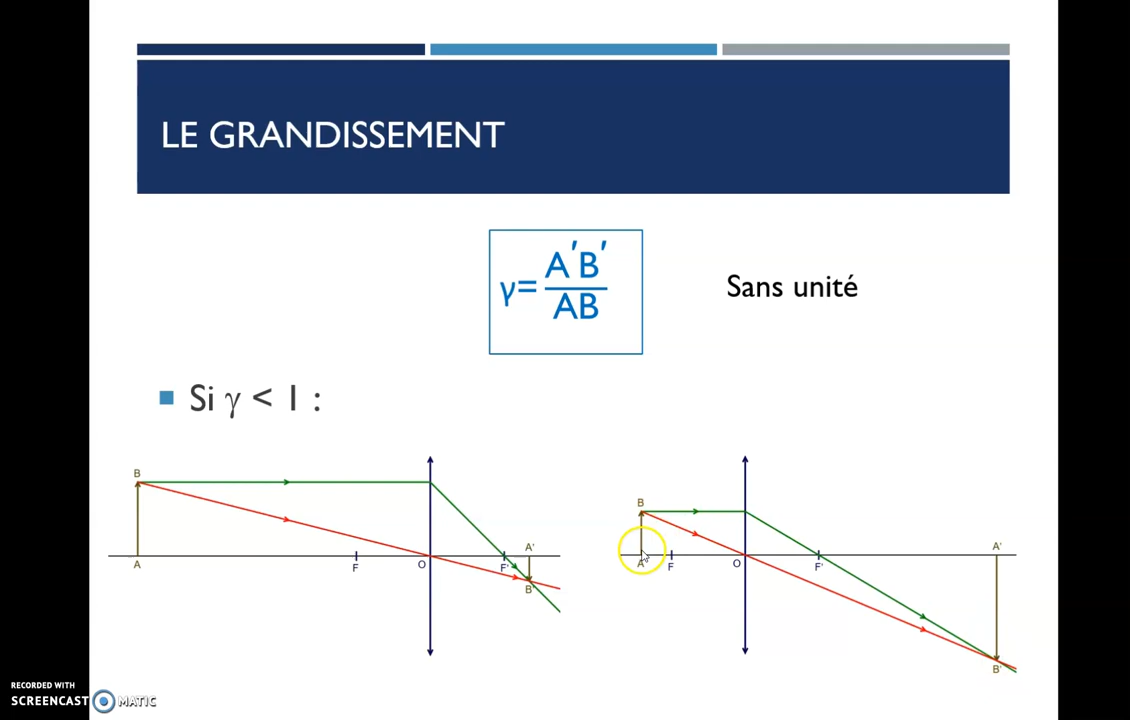 LE GRANDISSEMENT
γ= A′B′
AB
Sans unité
Si γ < 1 :
B
A
F
O
F'
A'
B'
B
A
F
O
F'
A'
B'
RECORDED WITH
SCREENCAST MATIC